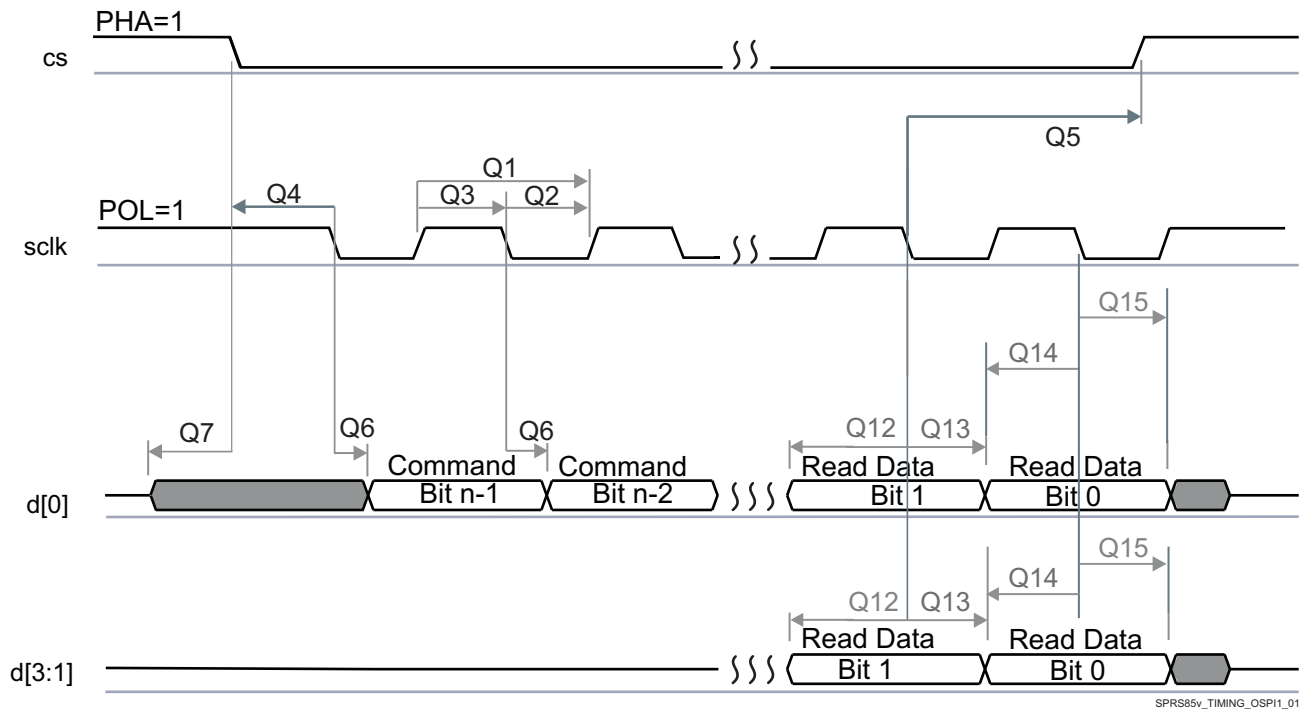 PHA=1
cs
Q5
Q1
Q4
Q3
Q2
POL=1
sclk
Q15
Q14
Q7
Q6
Q6
Q12
Q13
Command
Command
Read Data
Read Data
d[0]
Bit n-1
Bit n-2
Bit 1
Bit 0
Q15
Q14
Q12
Q13
Read Data
Read Data
d[3:1]
Bit 1
Bit 0
SPRS85v_TIMING_OSPI1_01